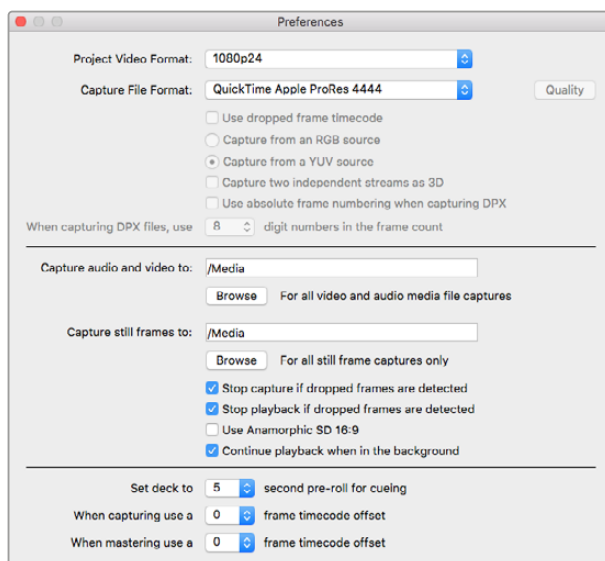 Preferences
Project Video Format: 1080p24
Capture File Format: QuickTime Apple ProRes 4444 Quality
Use dropped frame timecode
Capture from an RGB source
Capture from a YUV source
Capture two independent streams as 3D
Use absolute frame numbering when capturing DPX
When capturing DPX files, use 8 digit numbers in the frame count
Capture audio and video to: /Media
Browse For all video and audio media file captures
Capture still frames to: /Media
Browse For all still frame captures only
Stop capture if dropped frames are detected
Stop playback if dropped frames are detected
Use Anamorphic SD 16:9
Continue playback when in the background
Set deck to 5 second pre-roll for cueing
When capturing use a 0 frame timecode offset
When mastering use a 0 frame timecode offset